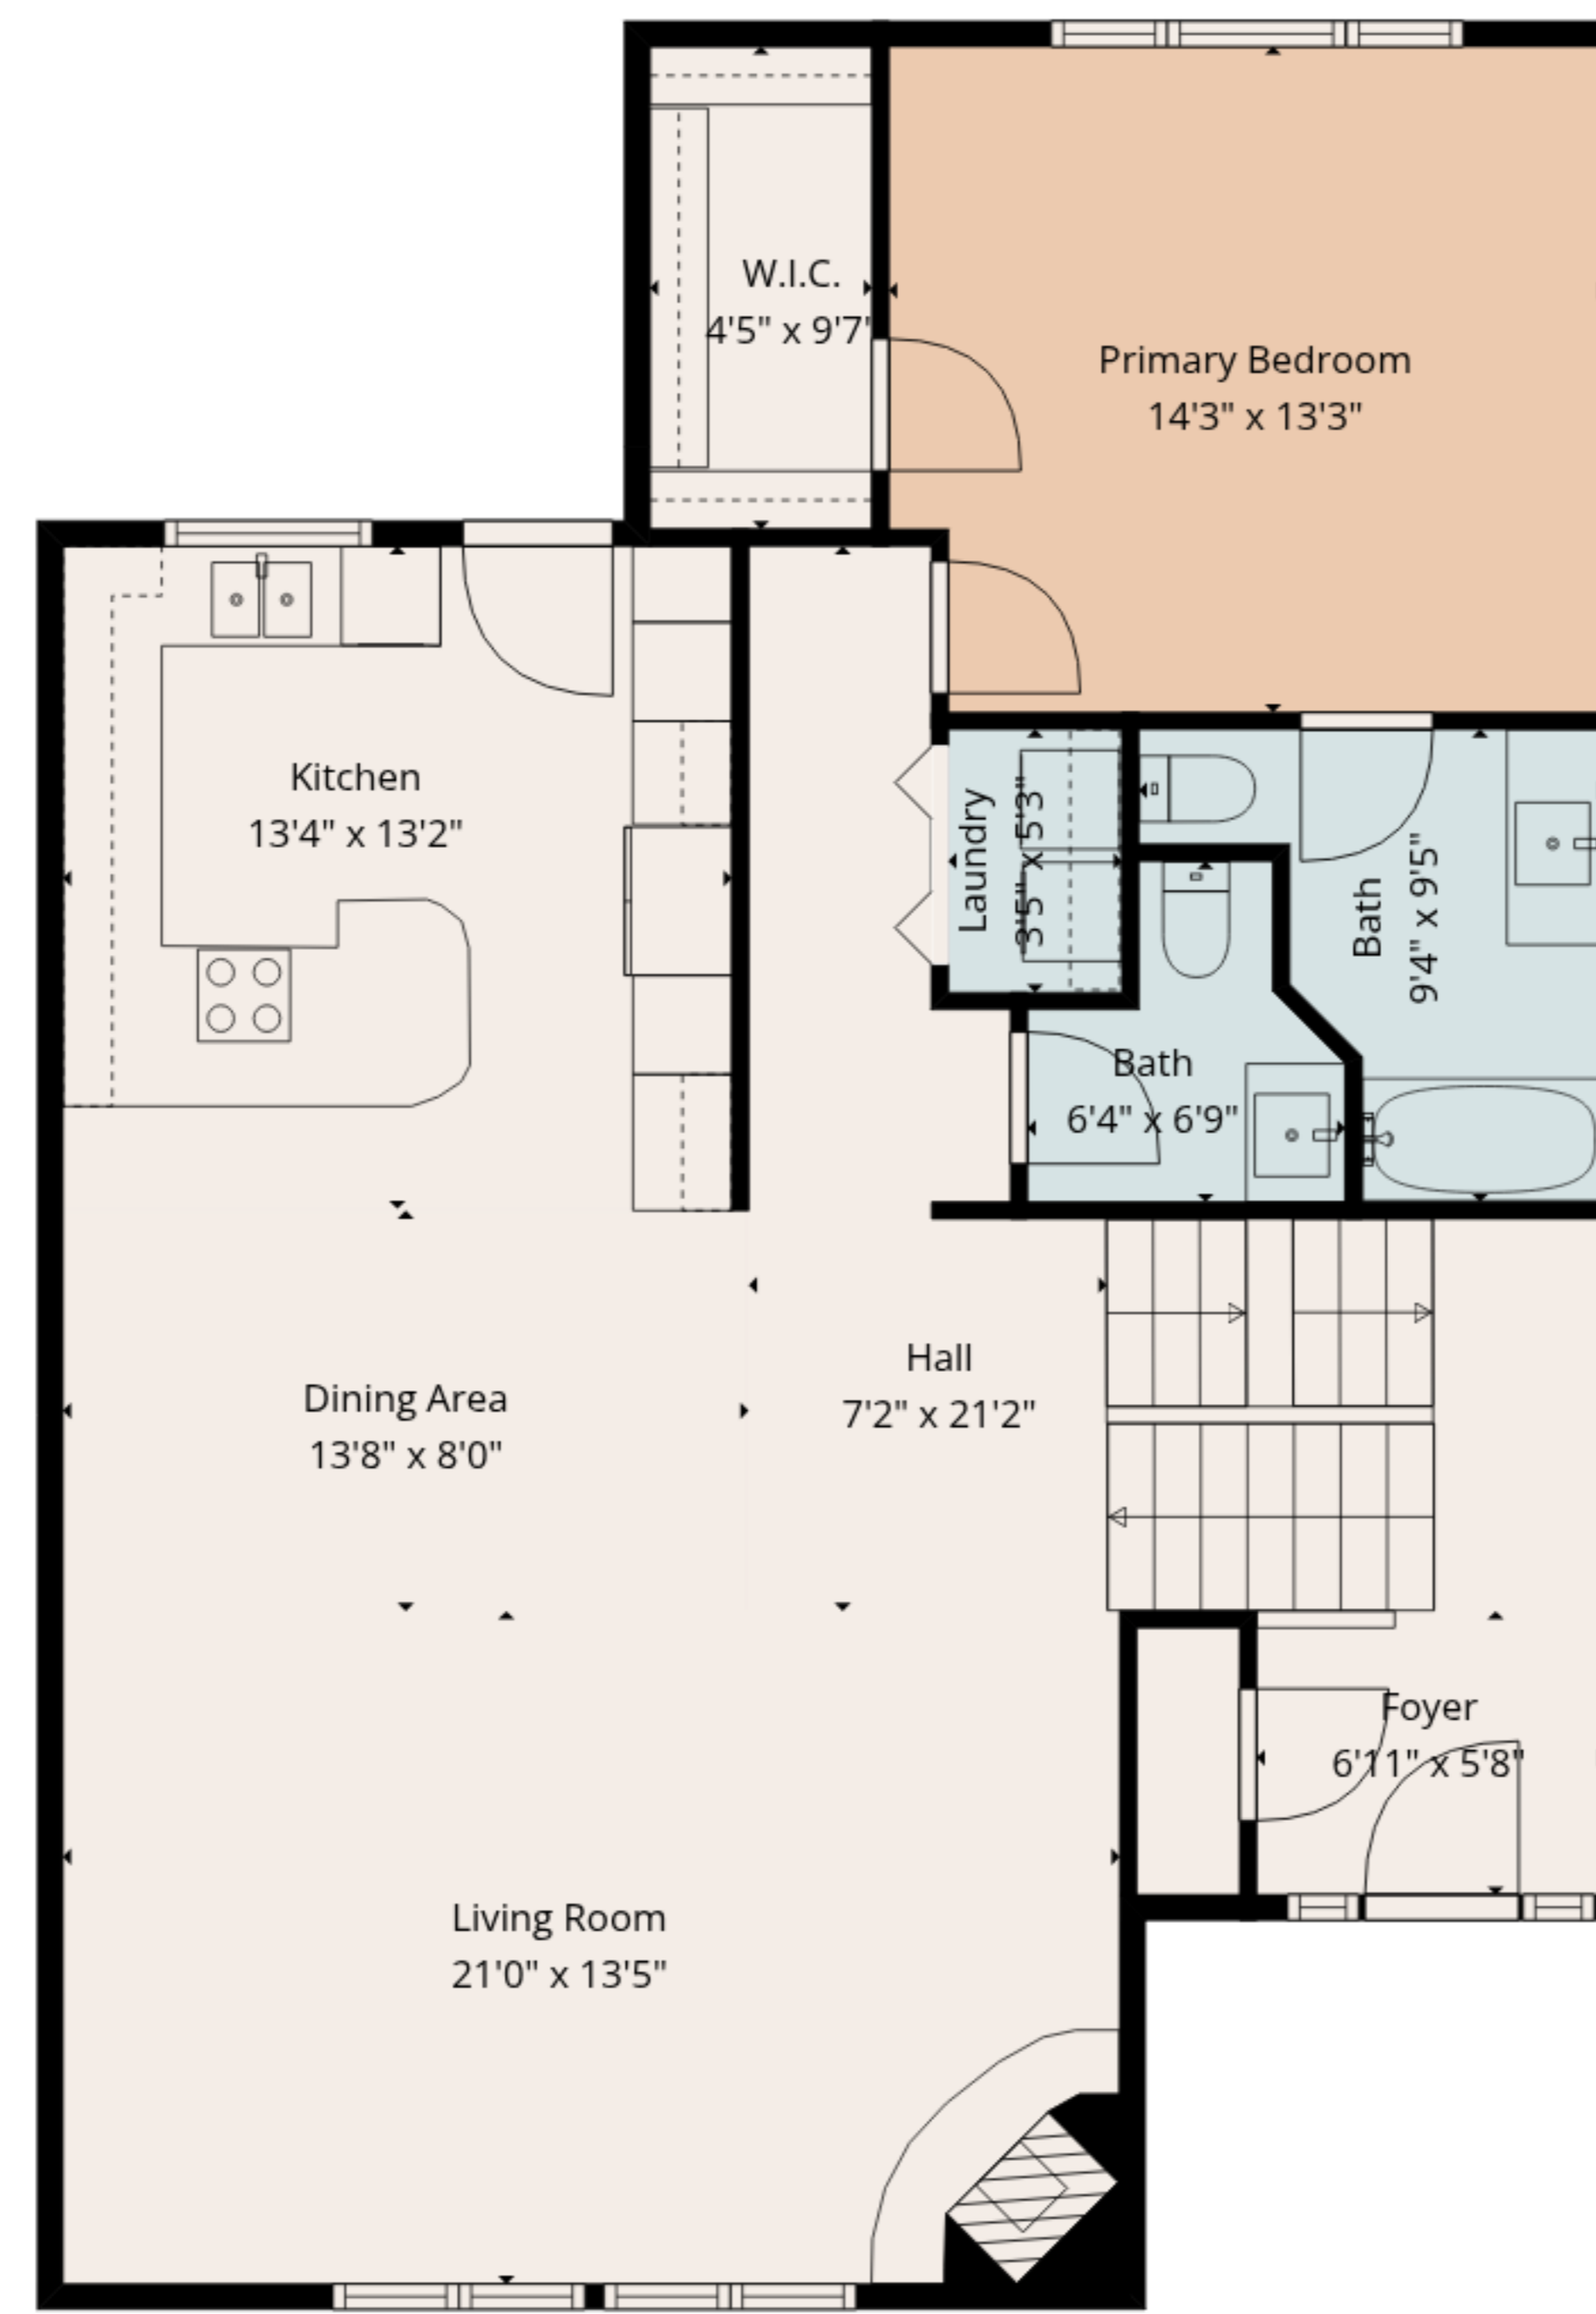 W.I.C.
4'5" x 9'7"
Primary Bedroom
14'3" x 13'3"
Kitchen
13'4" x 13'2"
Laundry
3'5" x 5'3"
Bath
9'4" x 9'5"
Bath
6'4" x 6'9"
Hall
7'2" x 21'2"
Dining Area
13'8" x 8'0"
Foyer
6'11" x 5'8"
Living Room
21'0" x 13'5"